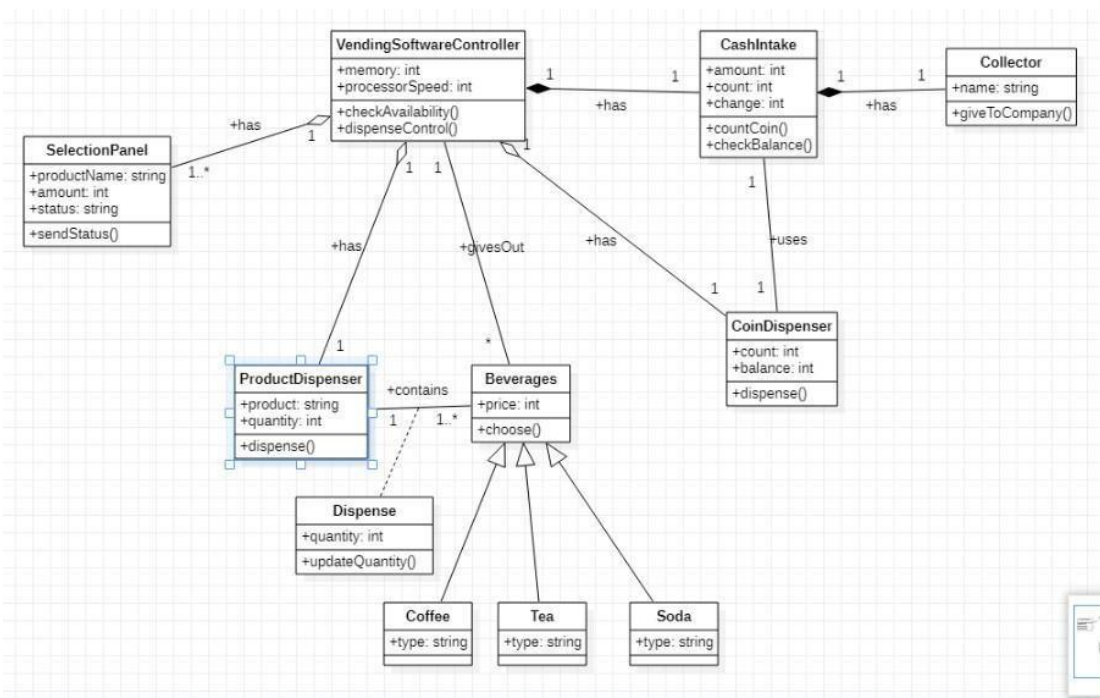 VendingSoftwareController
+memory: int
+processorSpeed: int
+checkAvailability()
+dispenseControl()
CashIntake
+amount: int
+count: int
+change: int
+countCoin()
+checkBalance()
Collector
+name: string
+giveToCompany()
1
1
+has
1
1
+has
SelectionPanel
+productName: string
+amount: int
+status: string
+sendStatus()
+has
1
1..*
1
1
1
1
+has
+givesOut
+has
+uses
1
1
1
*
CoinDispenser
+count: int
+balance: int
+dispense()
ProductDispenser
+product: string
+quantity: int
+dispense()
+contains
1
1..*
Beverages
+price: int
+choose()
Dispense
+quantity: int
+updateQuantity()
Coffee
+type: string
Tea
+type: string
Soda
+type: string